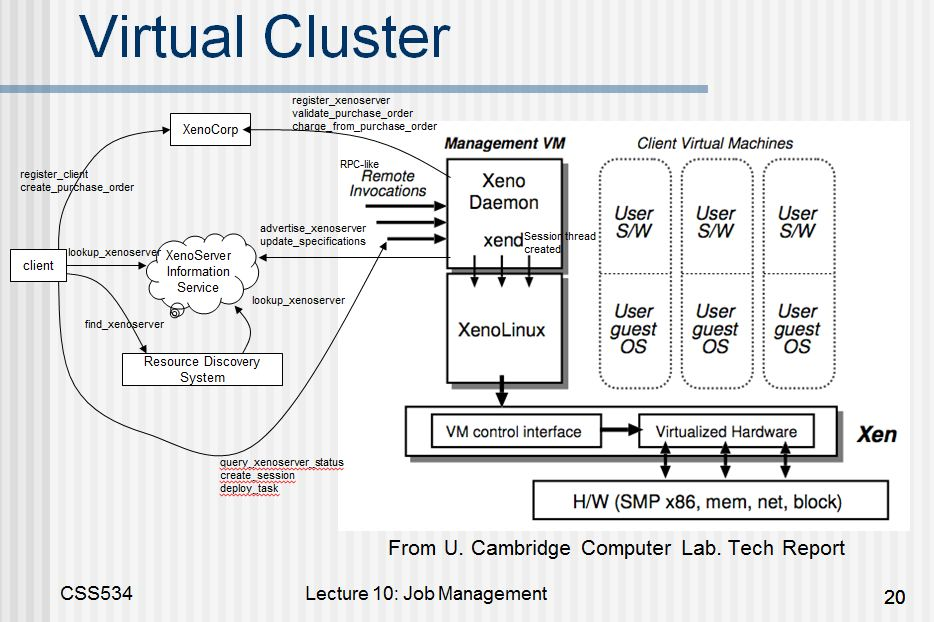 Virtual Cluster
register_xenoserver
validate_purchase_order
charge_from_purchase_order
XenoCorp
register_client
create_purchase_order
client
lookup_xenoserver
XenoServer
Information
Service
advertise_xenoserver
update_specifications
lookup_xenoserver
find_xenoserver
Resource Discovery
System
query_xenoserver_status
create_session
deploy_task
RPC-like
Remote
Invocations
Management VM
Xeno
Daemon
xend
Session thread
created
XenoLinux
Client Virtual Machines
User
S/W
User
S/W
User
S/W
User
guest
OS
User
guest
OS
User
guest
OS
VM control interface
Virtualized Hardware
Xen
H/W (SMP x86, mem, net, block)
From U. Cambridge Computer Lab. Tech Report
CSS534
Lecture 10: Job Management
20